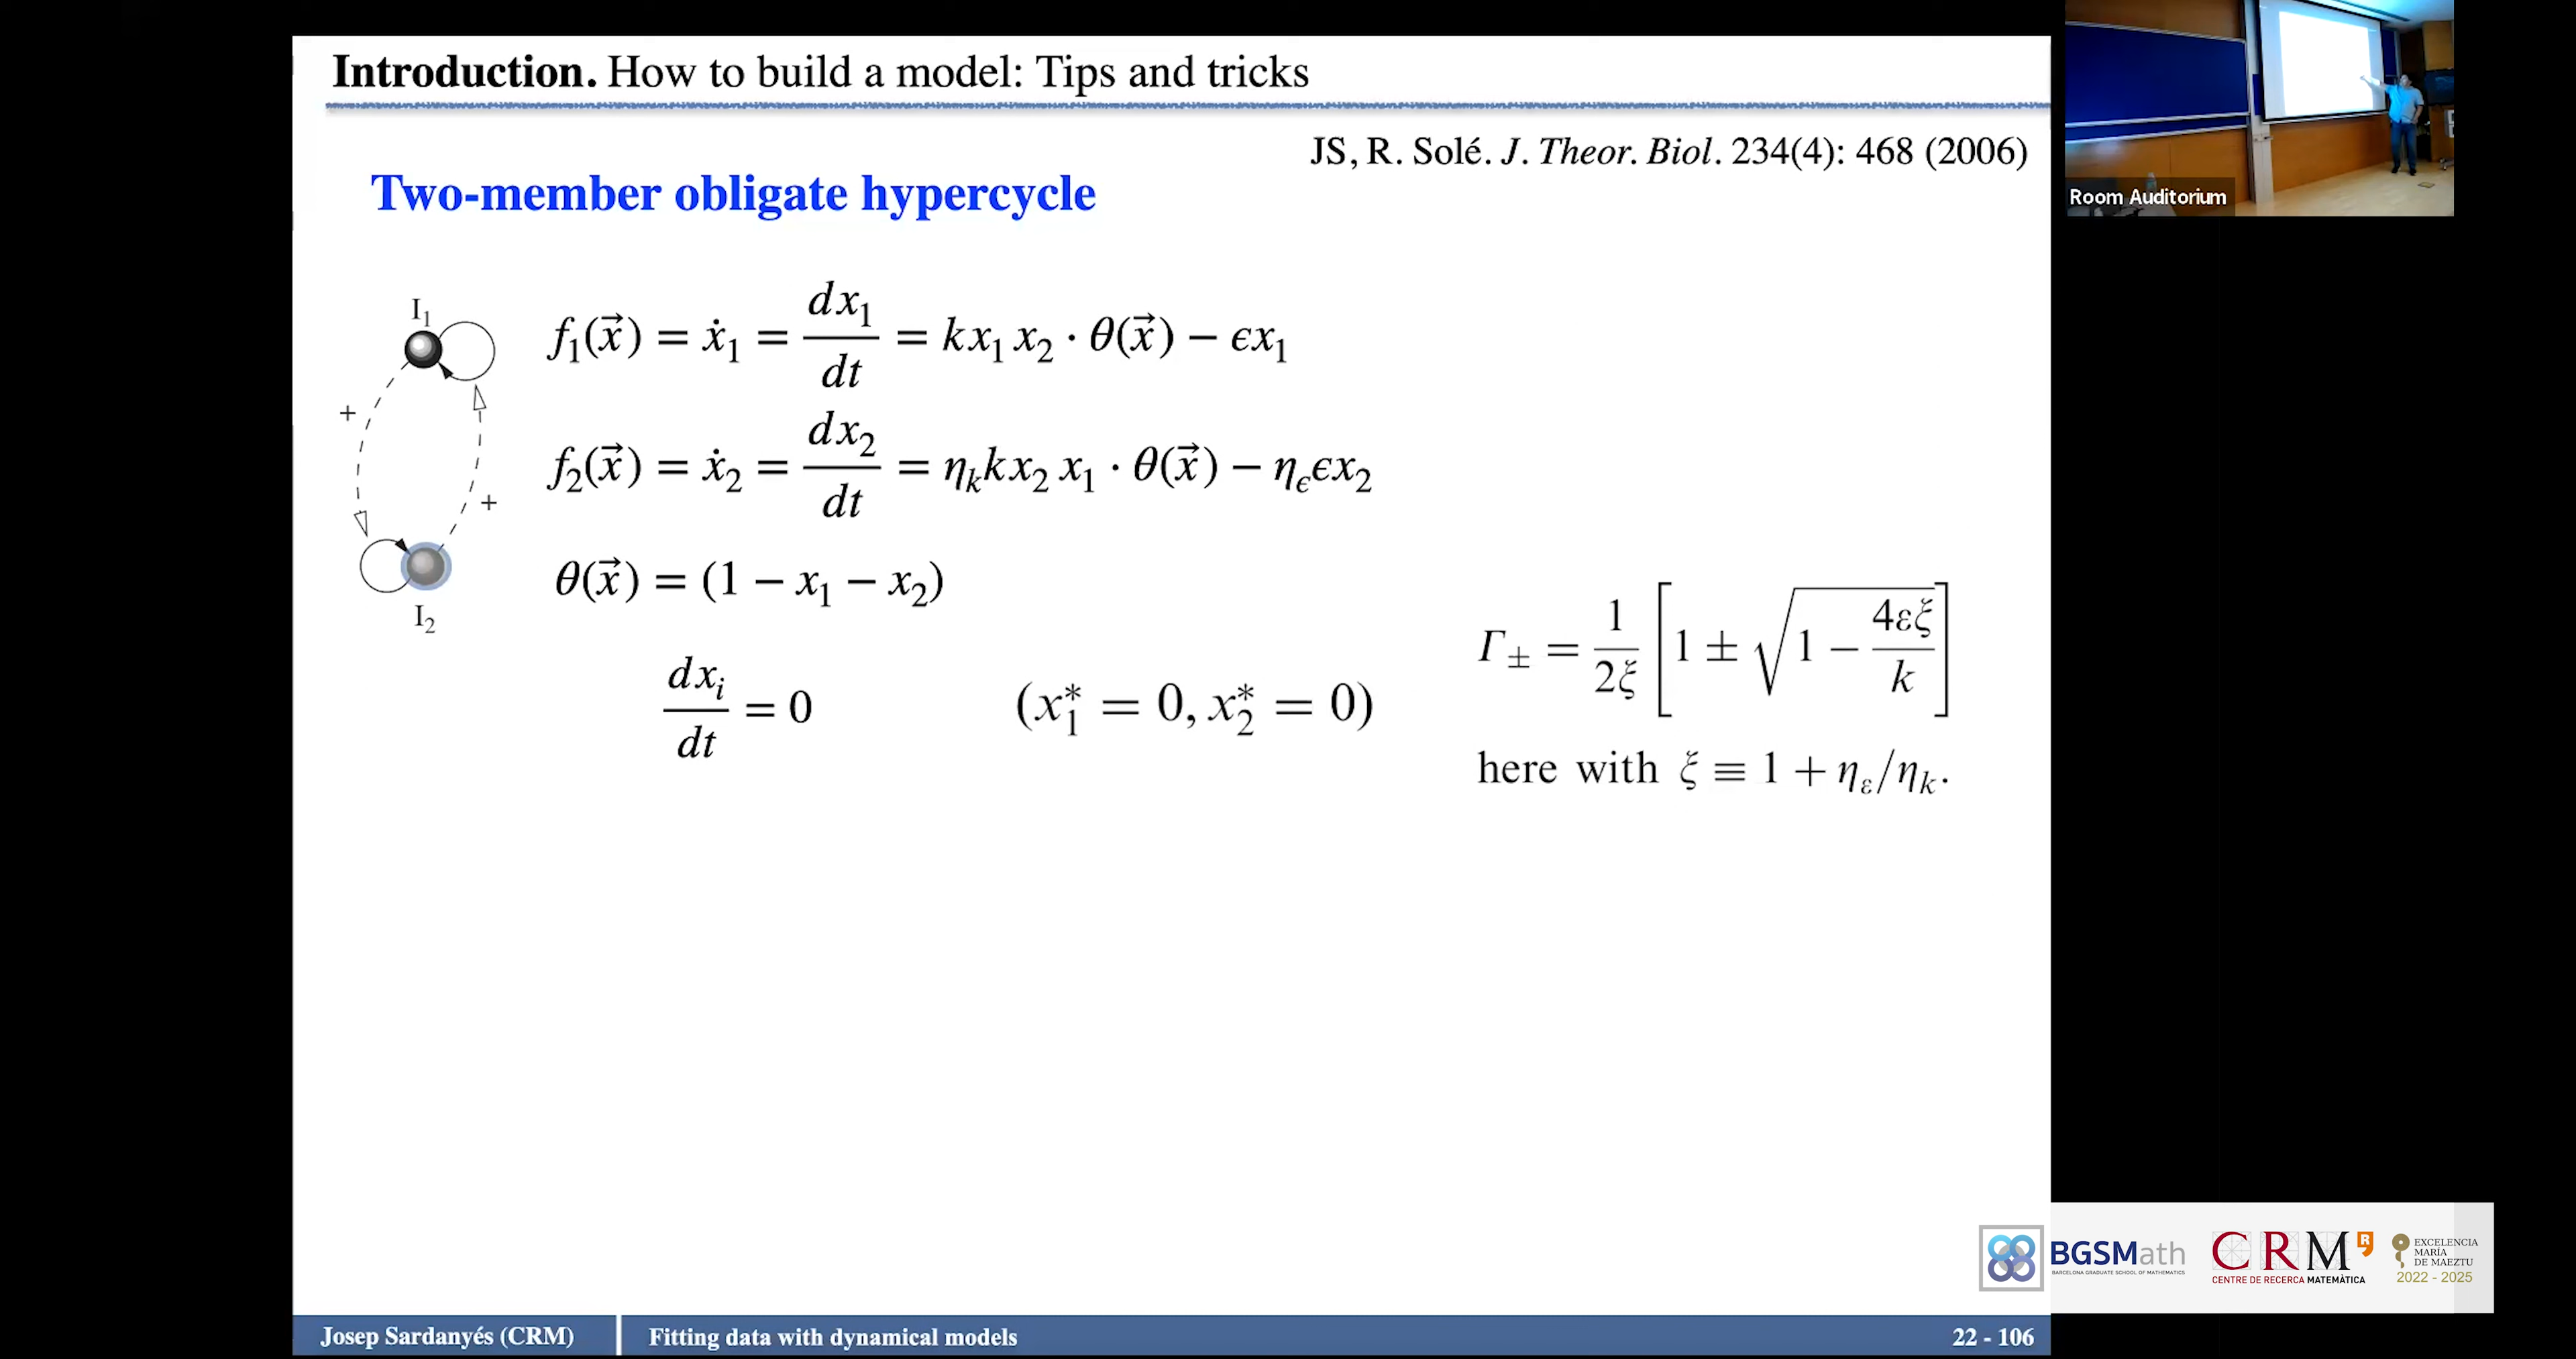 Introduction. How to build a model: Tips and tricks
JS, R. Solé. J. Theor. Biol. 234(4): 468 (2006)
Two-member obligate hypercycle
I₁
+
+
I₂
f₁(x⃗) = ẋ₁ = dx₁/dt = kx₁x₂ · θ(x⃗) − ϵx₁
f₂(x⃗) = ẋ₂ = dx₂/dt = ηₖkx₂x₁ · θ(x⃗) − η_ϵϵx₂
θ(x⃗) = (1 − x₁ − x₂)
dxᵢ/dt = 0
(x₁* = 0, x₂* = 0)
Γ± = 1/2ξ [1 ± √(1 − 4εξ/k)]
here with ξ ≡ 1 + η_ε/ηₖ.
Room Auditorium
BGSMath
BARCELONA GRADUATE SCHOOL OF MATHEMATICS
CRMR
CENTRE DE RECERCA MATEMÀTICA
EXCELENCIA
MARÍA
DE MAEZTU
2022 - 2025
Josep Sardanyés (CRM)
Fitting data with dynamical models
22 - 106